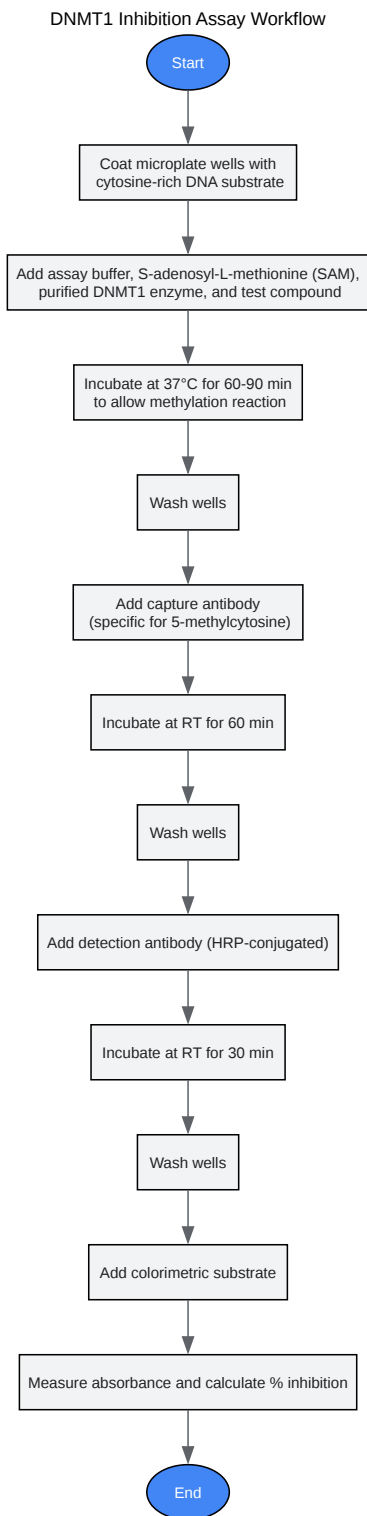 DNMT1 Inhibition Assay Workflow
Start
Coat microplate wells with
cytosine-rich DNA substrate
Add assay buffer, S-adenosyl-L-methionine (SAM),
purified DNMT1 enzyme, and test compound
Incubate at 37°C for 60-90 min
to allow methylation reaction
Wash wells
Add capture antibody
(specific for 5-methylcytosine)
Incubate at RT for 60 min
Wash wells
Add detection antibody (HRP-conjugated)
Incubate at RT for 30 min
Wash wells
Add colorimetric substrate
Measure absorbance and calculate % inhibition
End